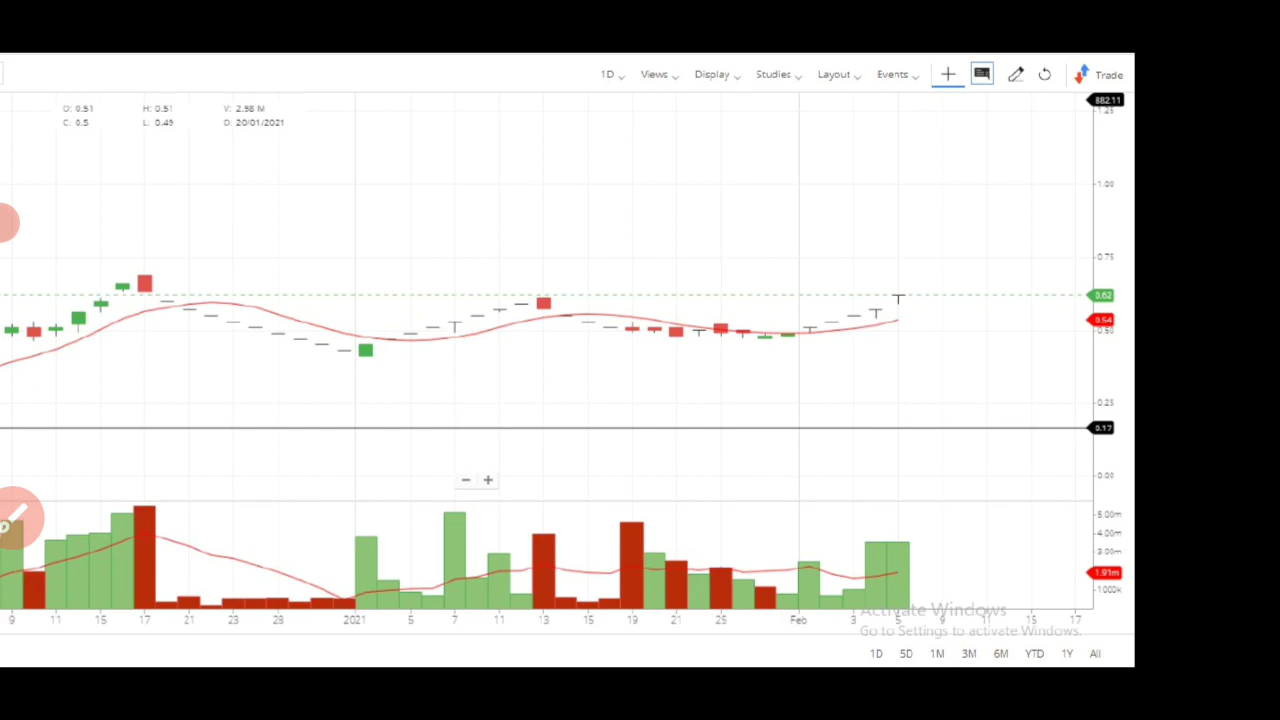 1D Views Display Studies Layout Events Trade
O: 0.51 H: 0.51 V: 2.98 M
C: 0.5 L: 0.49 D: 20/01/2021
882.11
1.25
1.00
0.75
0.62
0.54
0.50
0.25
0.17
0.00
− +
5.00m
4.00m
3.00m
1.91m
1000k
9 11 15 17 21 23 28 2021 5 7 11 13 15 19 21 25 Feb 3 5 9 11 15 17
Activate Windows
Go to Settings to activate Windows.
1D 5D 1M 3M 6M YTD 1Y All